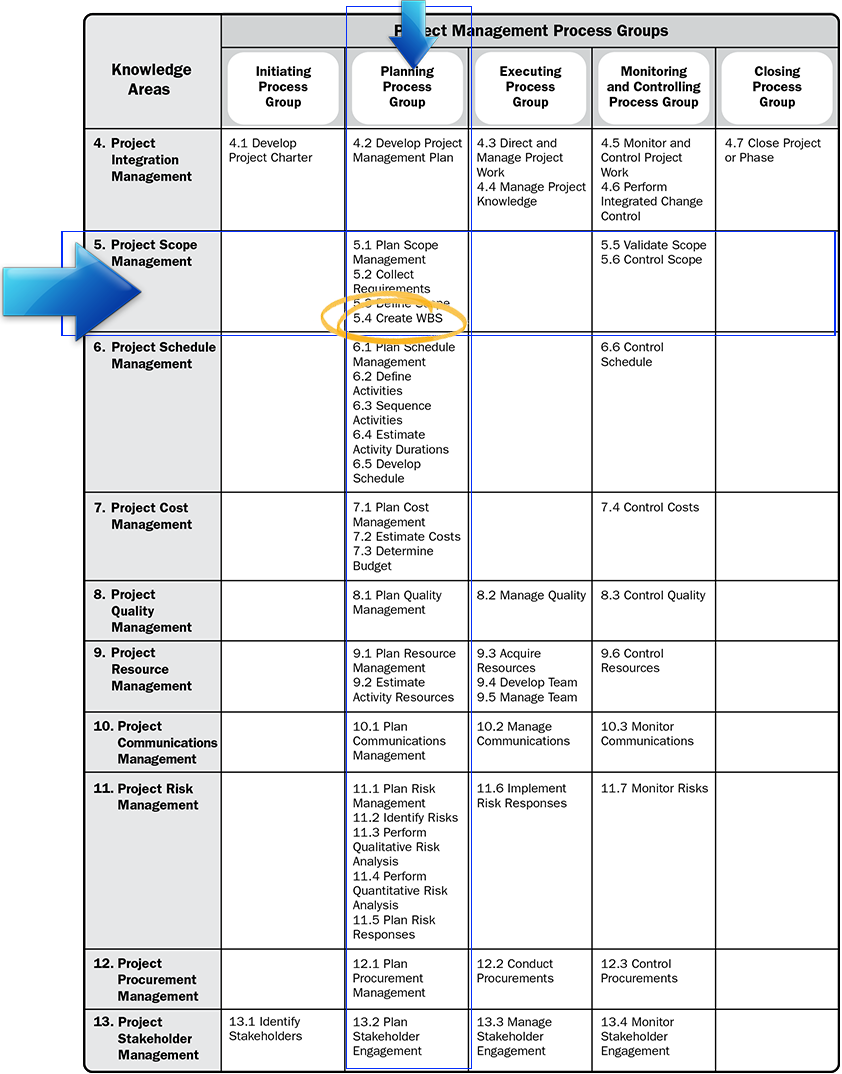 Project Management Process Groups
Knowledge
Areas
Initiating
Process
Group
Planning
Process
Group
Executing
Process
Group
Monitoring
and Controlling
Process Group
Closing
Process
Group
4. Project
Integration
Management
4.1 Develop
Project Charter
4.2 Develop Project
Management Plan
4.3 Direct and
Manage Project
Work
4.4 Manage Project
Knowledge
4.5 Monitor and
Control Project
Work
4.6 Perform
Integrated Change
Control
4.7 Close Project
or Phase
5. Project Scope
Management
5.1 Plan Scope
Management
5.2 Collect
Requirements
5.3 Define Scope
5.4 Create WBS
5.5 Validate Scope
5.6 Control Scope
6. Project Schedule
Management
6.1 Plan Schedule
Management
6.2 Define
Activities
6.3 Sequence
Activities
6.4 Estimate
Activity Durations
6.5 Develop
Schedule
6.6 Control
Schedule
7. Project Cost
Management
7.1 Plan Cost
Management
7.2 Estimate Costs
7.3 Determine
Budget
7.4 Control Costs
8. Project
Quality
Management
8.1 Plan Quality
Management
8.2 Manage Quality
8.3 Control Quality
9. Project
Resource
Management
9.1 Plan Resource
Management
9.2 Estimate
Activity Resources
9.3 Acquire
Resources
9.4 Develop Team
9.5 Manage Team
9.6 Control
Resources
10. Project
Communications
Management
10.1 Plan
Communications
Management
10.2 Manage
Communications
10.3 Monitor
Communications
11. Project Risk
Management
11.1 Plan Risk
Management
11.2 Identify Risks
11.3 Perform
Qualitative Risk
Analysis
11.4 Perform
Quantitative Risk
Analysis
11.5 Plan Risk
Responses
11.6 Implement
Risk Responses
11.7 Monitor Risks
12. Project
Procurement
Management
12.1 Plan
Procurement
Management
12.2 Conduct
Procurements
12.3 Control
Procurements
13. Project
Stakeholder
Management
13.1 Identify
Stakeholders
13.2 Plan
Stakeholder
Engagement
13.3 Manage
Stakeholder
Engagement
13.4 Monitor
Stakeholder
Engagement